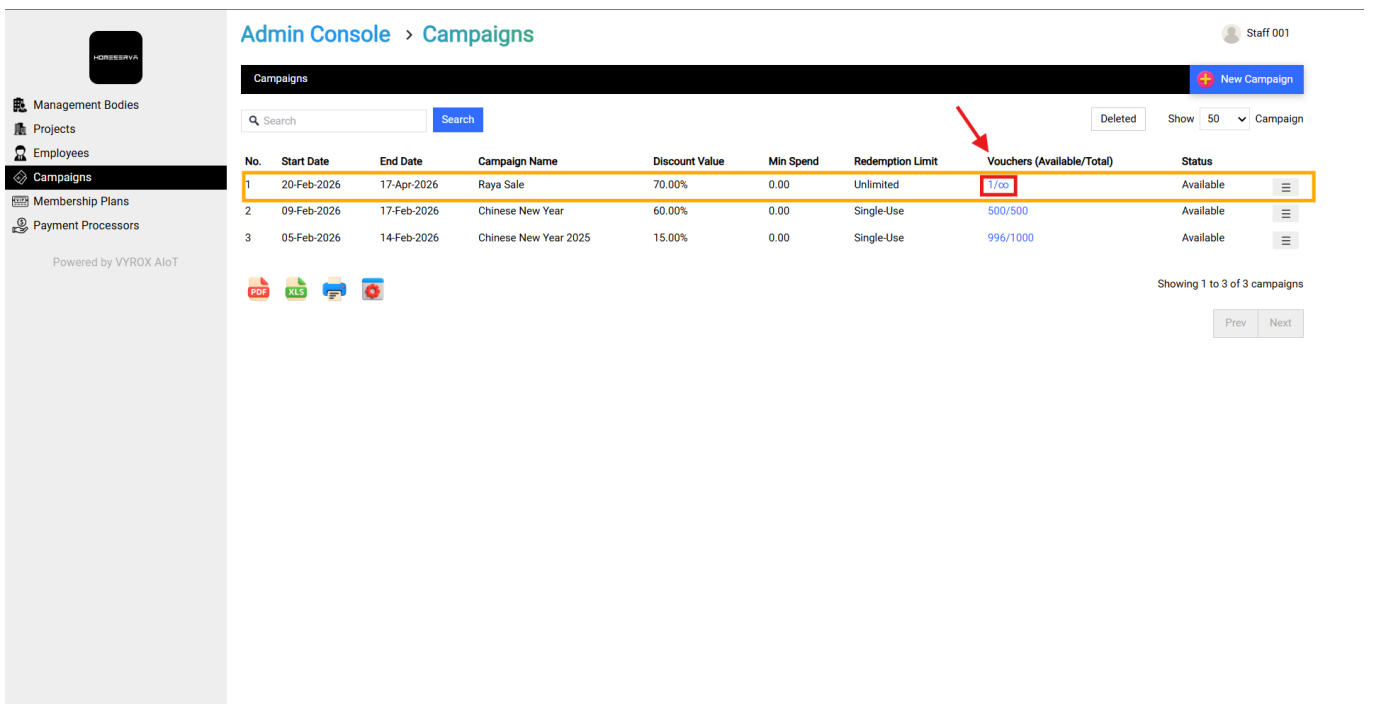 HOMESERVA
Admin Console > Campaigns
Staff 001
Management Bodies
Projects
Employees
Campaigns
Membership Plans
Payment Processors
Powered by VYROX AIoT
Campaigns
New Campaign
Search
Search
Deleted
Show 50 Campaign
No. Start Date End Date Campaign Name Discount Value Min Spend Redemption Limit Vouchers (Available/Total) Status
1 20-Feb-2026 17-Apr-2026 Raya Sale 70.00% 0.00 Unlimited 1/∞ Available
2 09-Feb-2026 17-Feb-2026 Chinese New Year 60.00% 0.00 Single-Use 500/500 Available
3 05-Feb-2026 14-Feb-2026 Chinese New Year 2025 15.00% 0.00 Single-Use 996/1000 Available
PDF
XLS
Showing 1 to 3 of 3 campaigns
Prev Next